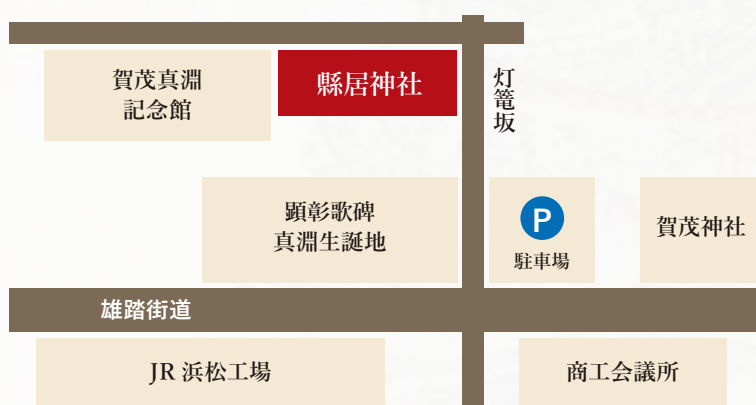 賀茂真淵
記念館
縣居神社
灯篭坂
顕彰歌碑
真淵生誕地
P
駐車場
賀茂神社
雄踏街道
JR 浜松工場
商工会議所